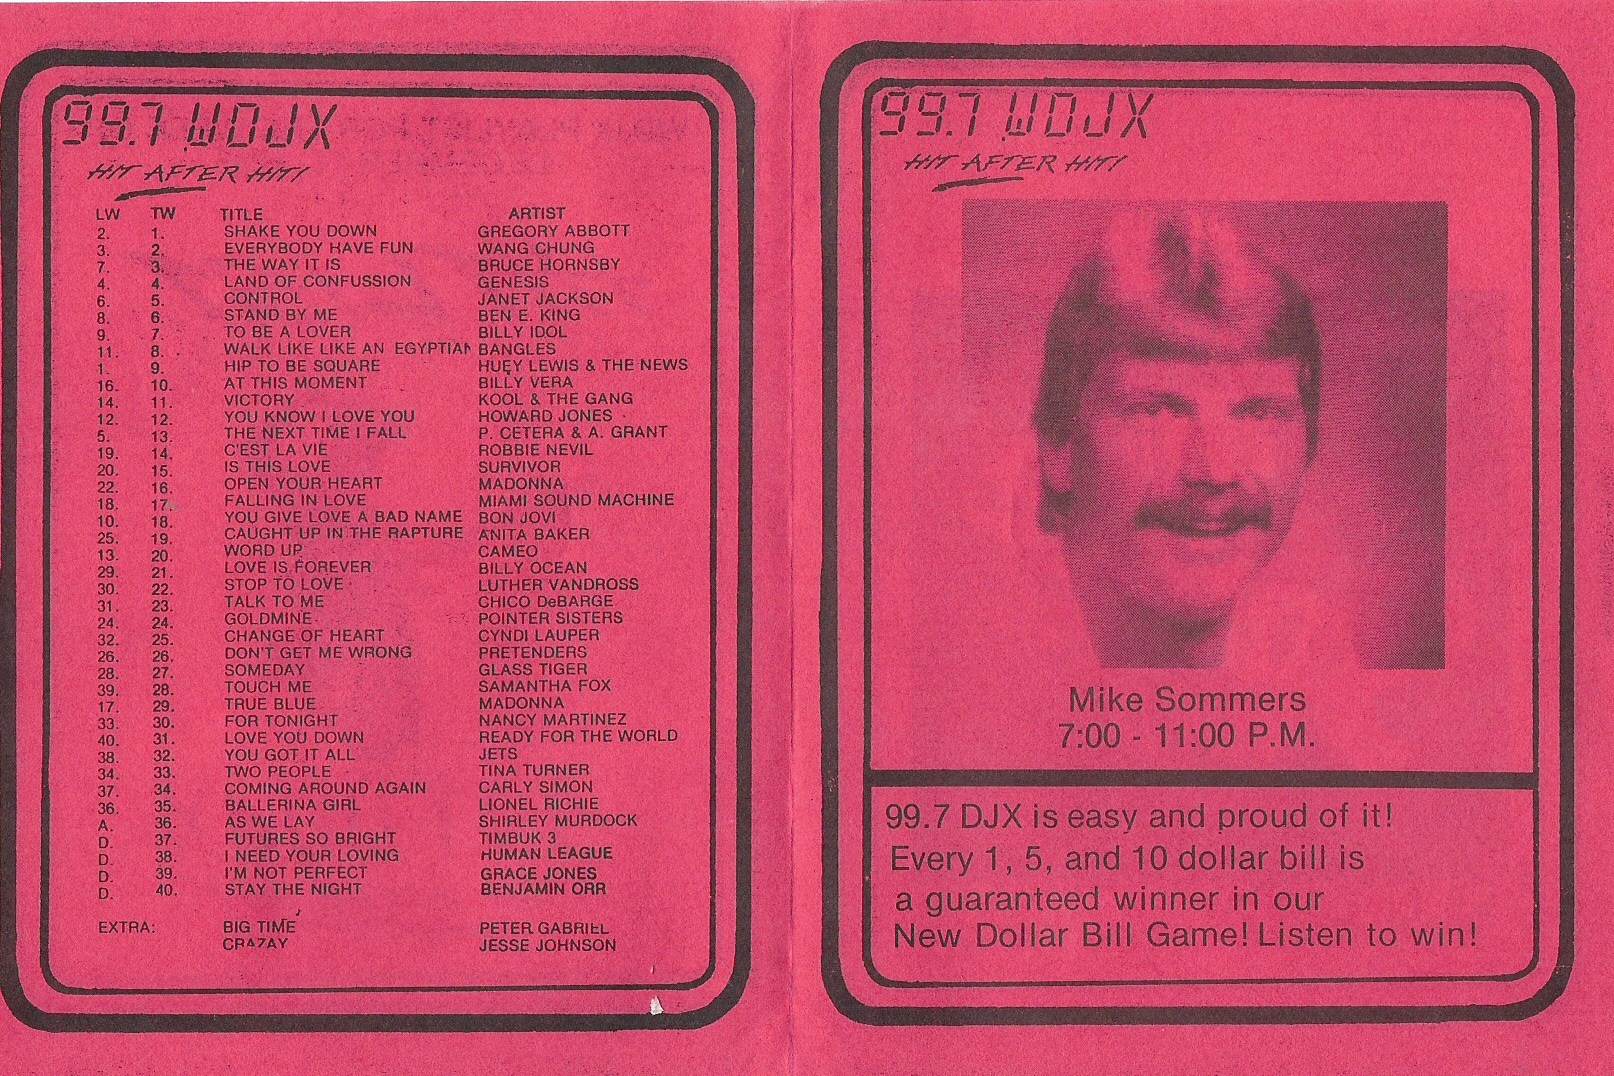 99.7 WDJX
HIT AFTER HIT!
LW TW TITLE ARTIST
2. 1. SHAKE YOU DOWN GREGORY ABBOTT
3. 2. EVERYBODY HAVE FUN WANG CHUNG
7. 3. THE WAY IT IS BRUCE HORNSBY
4. 4. LAND OF CONFUSSION GENESIS
6. 5. CONTROL JANET JACKSON
8. 6. STAND BY ME BEN E. KING
9. 7. TO BE A LOVER BILLY IDOL
11. 8. WALK LIKE LIKE AN EGYPTIAN BANGLES
1. 9. HIP TO BE SQUARE HUEY LEWIS & THE NEWS
16. 10. AT THIS MOMENT BILLY VERA
14. 11. VICTORY KOOL & THE GANG
12. 12. YOU KNOW I LOVE YOU HOWARD JONES
5. 13. THE NEXT TIME I FALL P. CETERA & A. GRANT
19. 14. C'EST LA VIE ROBBIE NEVIL
20. 15. IS THIS LOVE SURVIVOR
22. 16. OPEN YOUR HEART MADONNA
18. 17. FALLING IN LOVE MIAMI SOUND MACHINE
10. 18. YOU GIVE LOVE A BAD NAME BON JOVI
25. 19. CAUGHT UP IN THE RAPTURE ANITA BAKER
13. 20. WORD UP CAMEO
29. 21. LOVE IS FOREVER BILLY OCEAN
30. 22. STOP TO LOVE LUTHER VANDROSS
31. 23. TALK TO ME CHICO DeBARGE
24. 24. GOLDMINE POINTER SISTERS
32. 25. CHANGE OF HEART CYNDI LAUPER
26. 26. DON'T GET ME WRONG PRETENDERS
28. 27. SOMEDAY GLASS TIGER
39. 28. TOUCH ME SAMANTHA FOX
17. 29. TRUE BLUE MADONNA
33. 30. FOR TONIGHT NANCY MARTINEZ
40. 31. LOVE YOU DOWN READY FOR THE WORLD
38. 32. YOU GOT IT ALL JETS
34. 33. TWO PEOPLE TINA TURNER
37. 34. COMING AROUND AGAIN CARLY SIMON
36. 35. BALLERINA GIRL LIONEL RICHIE
A. 36. AS WE LAY SHIRLEY MURDOCK
D. 37. FUTURES SO BRIGHT TIMBUK 3
D. 38. I NEED YOUR LOVING HUMAN LEAGUE
D. 39. I'M NOT PERFECT GRACE JONES
D. 40. STAY THE NIGHT BENJAMIN ORR
EXTRA: BIG TIME PETER GABRIEL
CRAZAY JESSE JOHNSON
99.7 WDJX
HIT AFTER HIT!
Mike Sommers
7:00 - 11:00 P.M.
99.7 DJX is easy and proud of it!
Every 1, 5, and 10 dollar bill is
a guaranteed winner in our
New Dollar Bill Game! Listen to win!